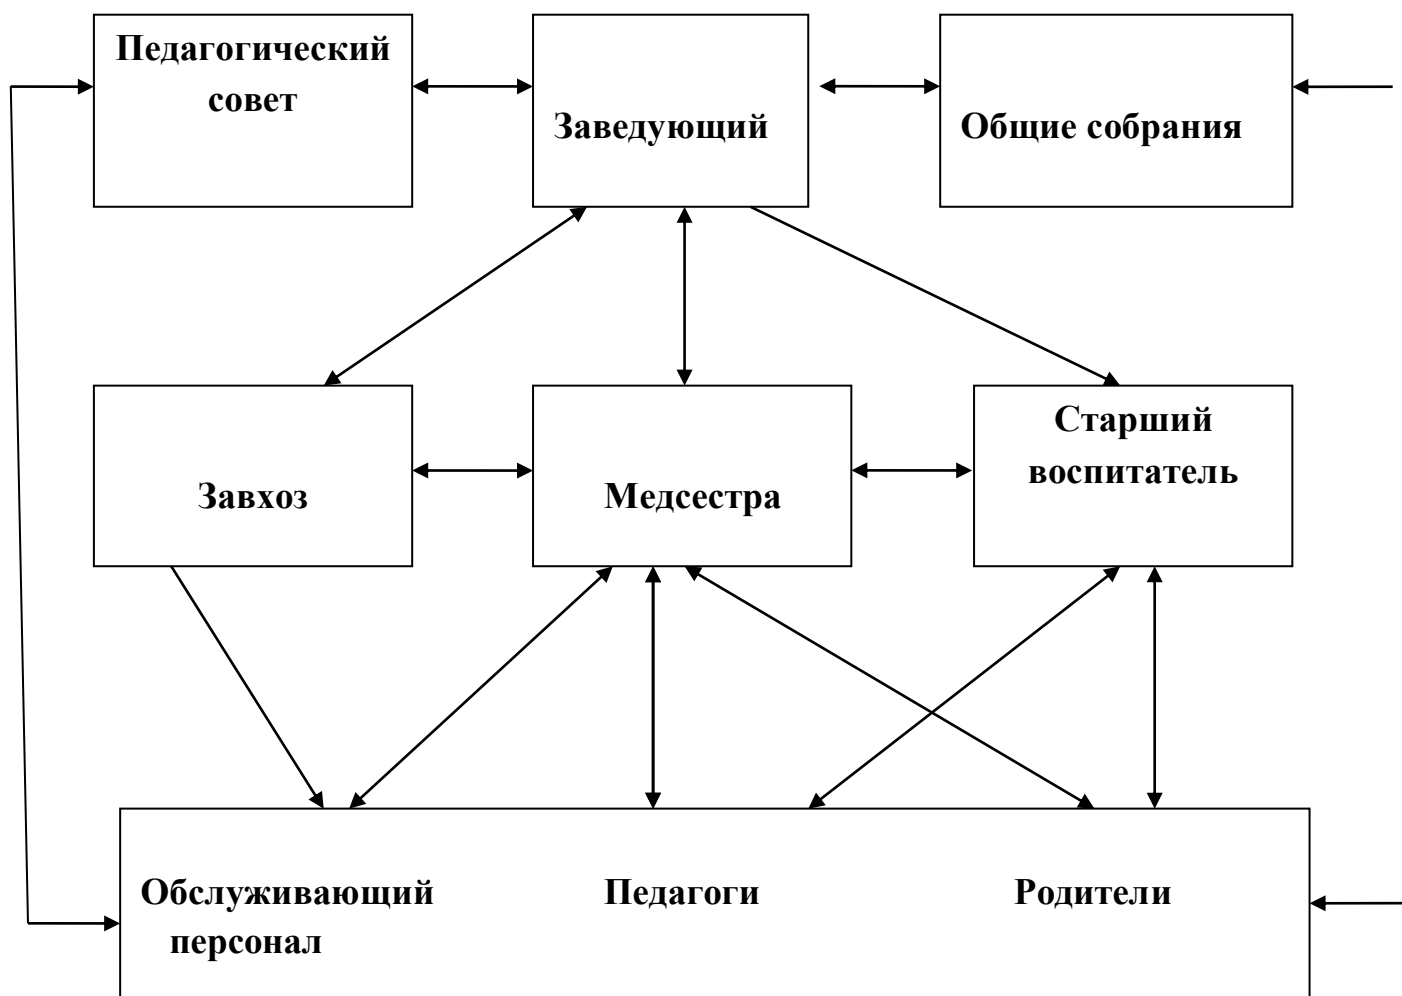 Педагогический
совет
Заведующий
Общие собрания
Завхоз
Медсестра
Старший
воспитатель
Обслуживающий
персонал
Педагоги
Родители